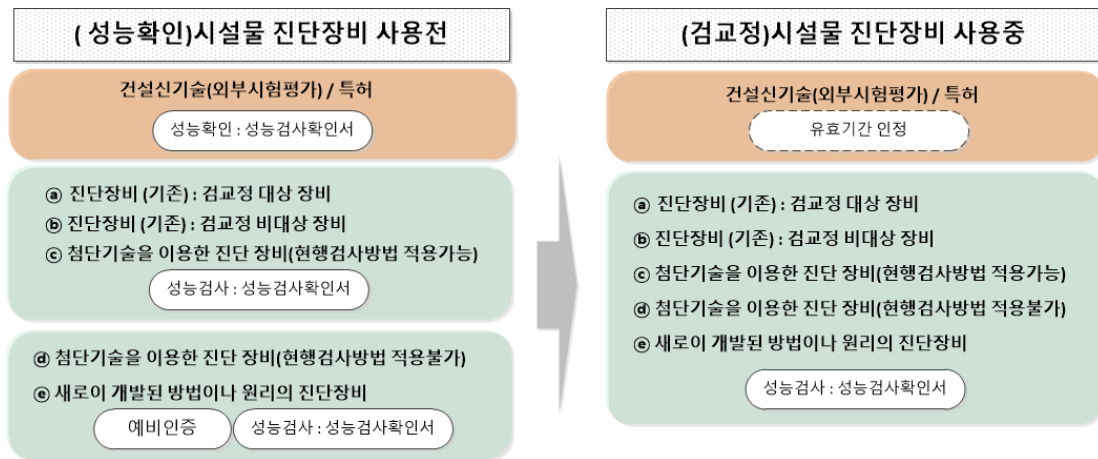 ( 성능확인)시설물 진단장비 사용전
건설신기술(외부시험평가) / 특허
성능확인 : 성능검사확인서
ⓐ 진단장비 (기존) : 검교정 대상 장비
ⓑ 진단장비 (기존) : 검교정 비대상 장비
ⓒ 첨단기술을 이용한 진단 장비(현행검사방법 적용가능)
성능검사 : 성능검사확인서
ⓓ 첨단기술을 이용한 진단 장비(현행검사방법 적용불가)
ⓔ 새로이 개발된 방법이나 원리의 진단장비
예비인증
성능검사 : 성능검사확인서
(검교정)시설물 진단장비 사용중
건설신기술(외부시험평가) / 특허
유효기간 인정
ⓐ 진단장비 (기존) : 검교정 대상 장비
ⓑ 진단장비 (기존) : 검교정 비대상 장비
ⓒ 첨단기술을 이용한 진단 장비(현행검사방법 적용가능)
ⓓ 첨단기술을 이용한 진단 장비(현행검사방법 적용불가)
ⓔ 새로이 개발된 방법이나 원리의 진단장비
성능검사 : 성능검사확인서